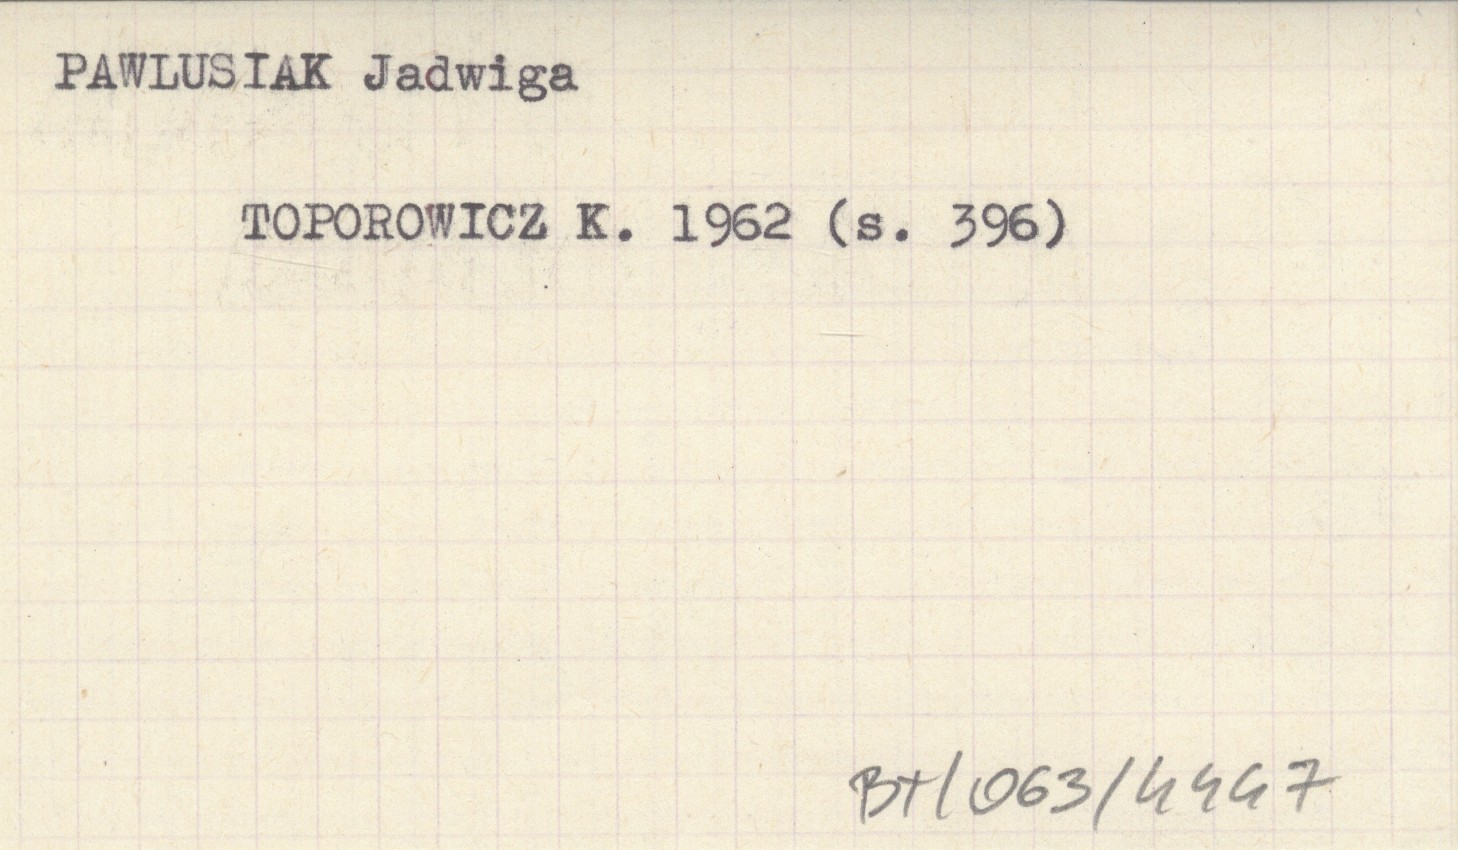 PAWLUSIAK Jadwiga
TOPOROWICZ K. 1962 (s. 396)
BT/063/4447